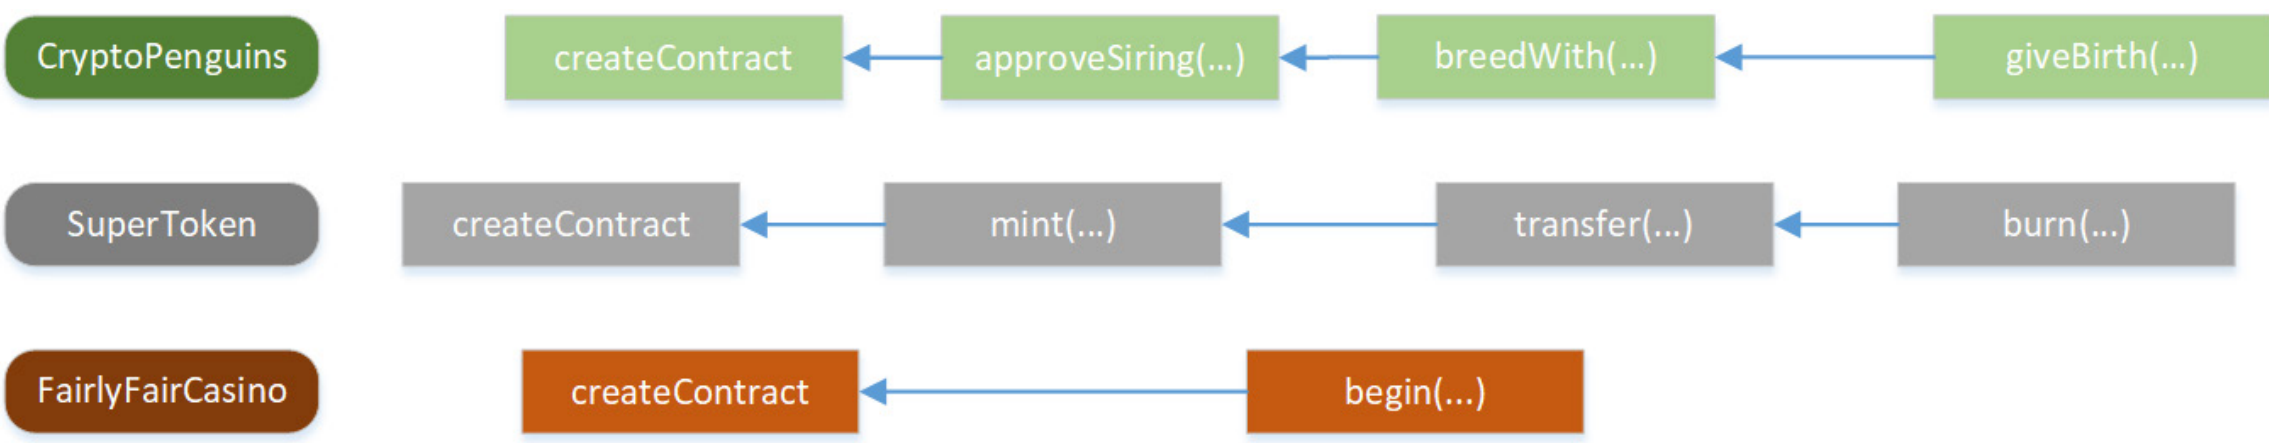 CryptoPenguins createContract approveSiring(...) breedWith(...) giveBirth(...)
SuperToken createContract mint(...) transfer(...) burn(...)
FairlyFairCasino createContract begin(...)